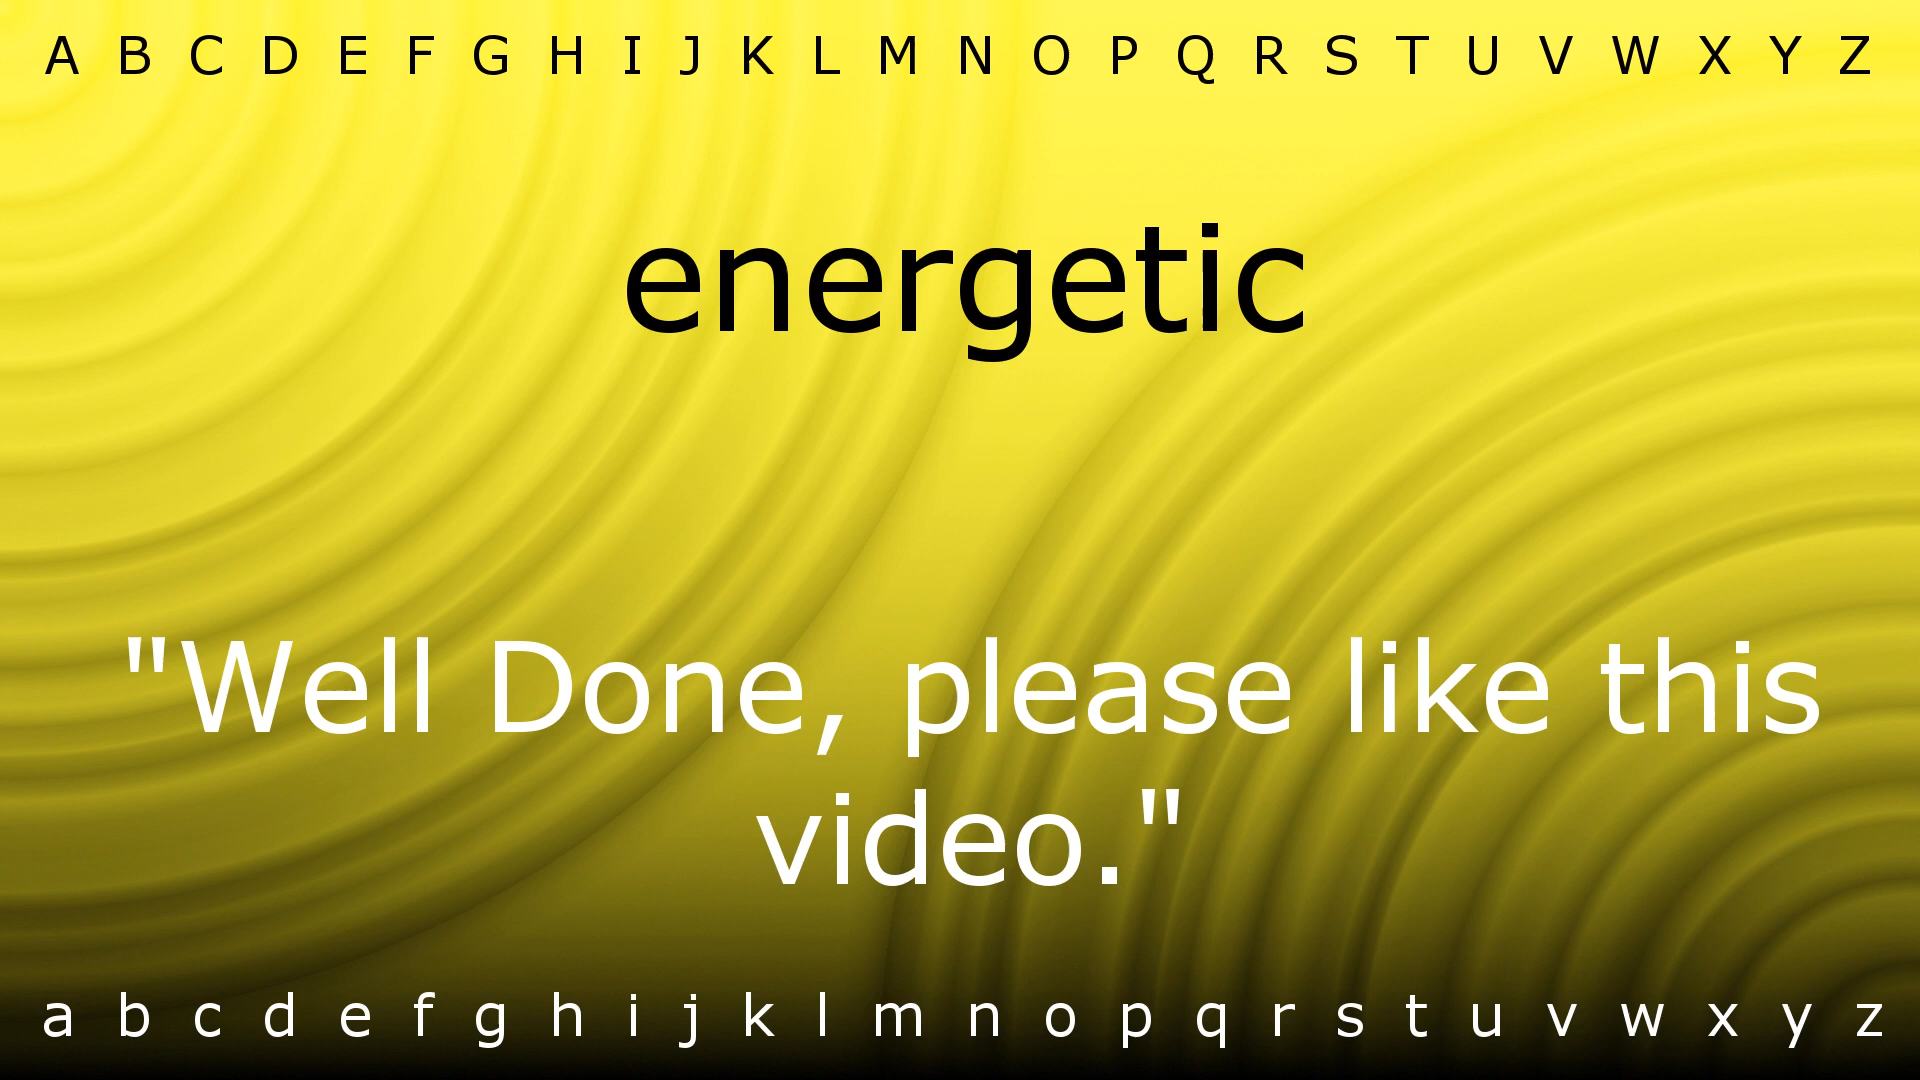 A B C D E F G H I J K L M N O P Q R S T U V W X Y Z
energetic
"Well Done, please like this
video."
a b c d e f g h i j k l m n o p q r s t u v w x y z